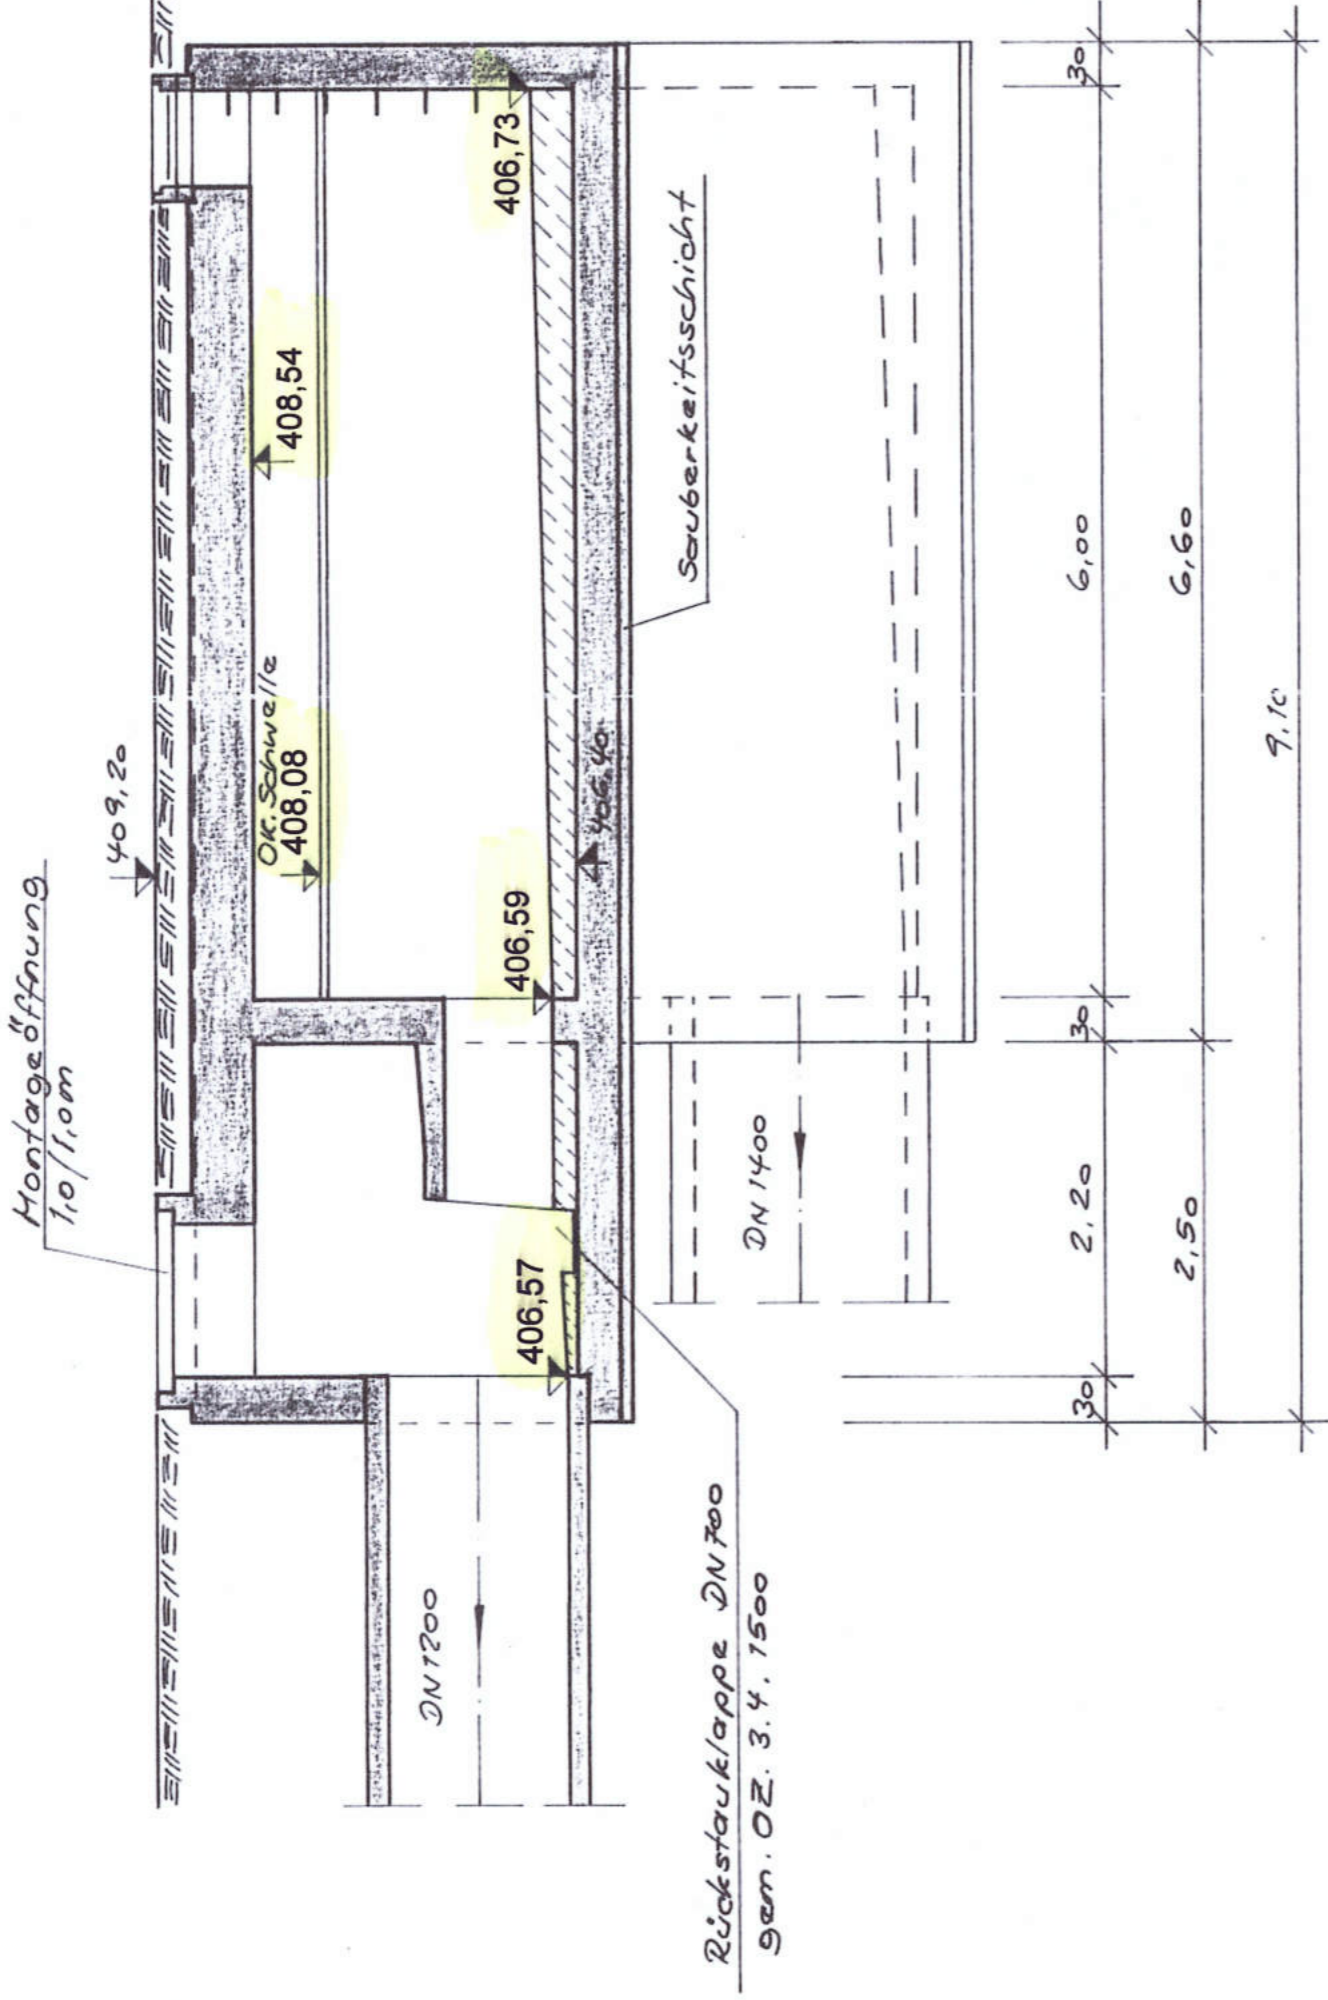 Montageöffnung
1,0/1,0m
409,20
OK. Schwelle
408,08
408,54
406,73
406,59
406,40
406,57
Sauberkeitsschicht
DN 1200
DN 1400
Rückstauklappe DN 700
gem. OZ. 3.4. 1500
30
2,20
30
6,00
30
2,50
6,60
9,10